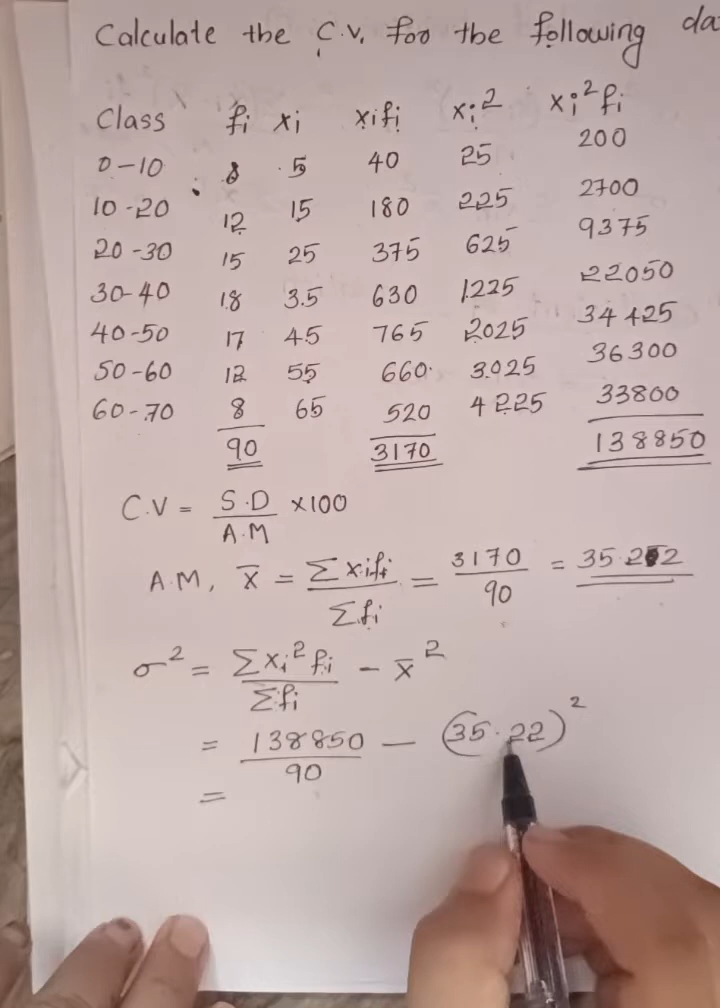 Calculate the C.V. for the following da
Class fi xi xifi xi² xi²fi
0-10 8 5 40 25 200
10-20 12 15 180 225 2700
20-30 15 25 375 625 9375
30-40 18 35 630 1225 22050
40-50 17 45 765 2025 34425
50-60 12 55 660 3025 36300
60-70 8 65 520 4225 33800
90 3170 138850
C.V = S.D / A.M ×100
A.M, x̄ = Σxifi / Σfi = 3170 / 90 = 35.22
σ² = Σxi²fi / Σfi - x̄²
= 138850 / 90 - (35.22)²
=